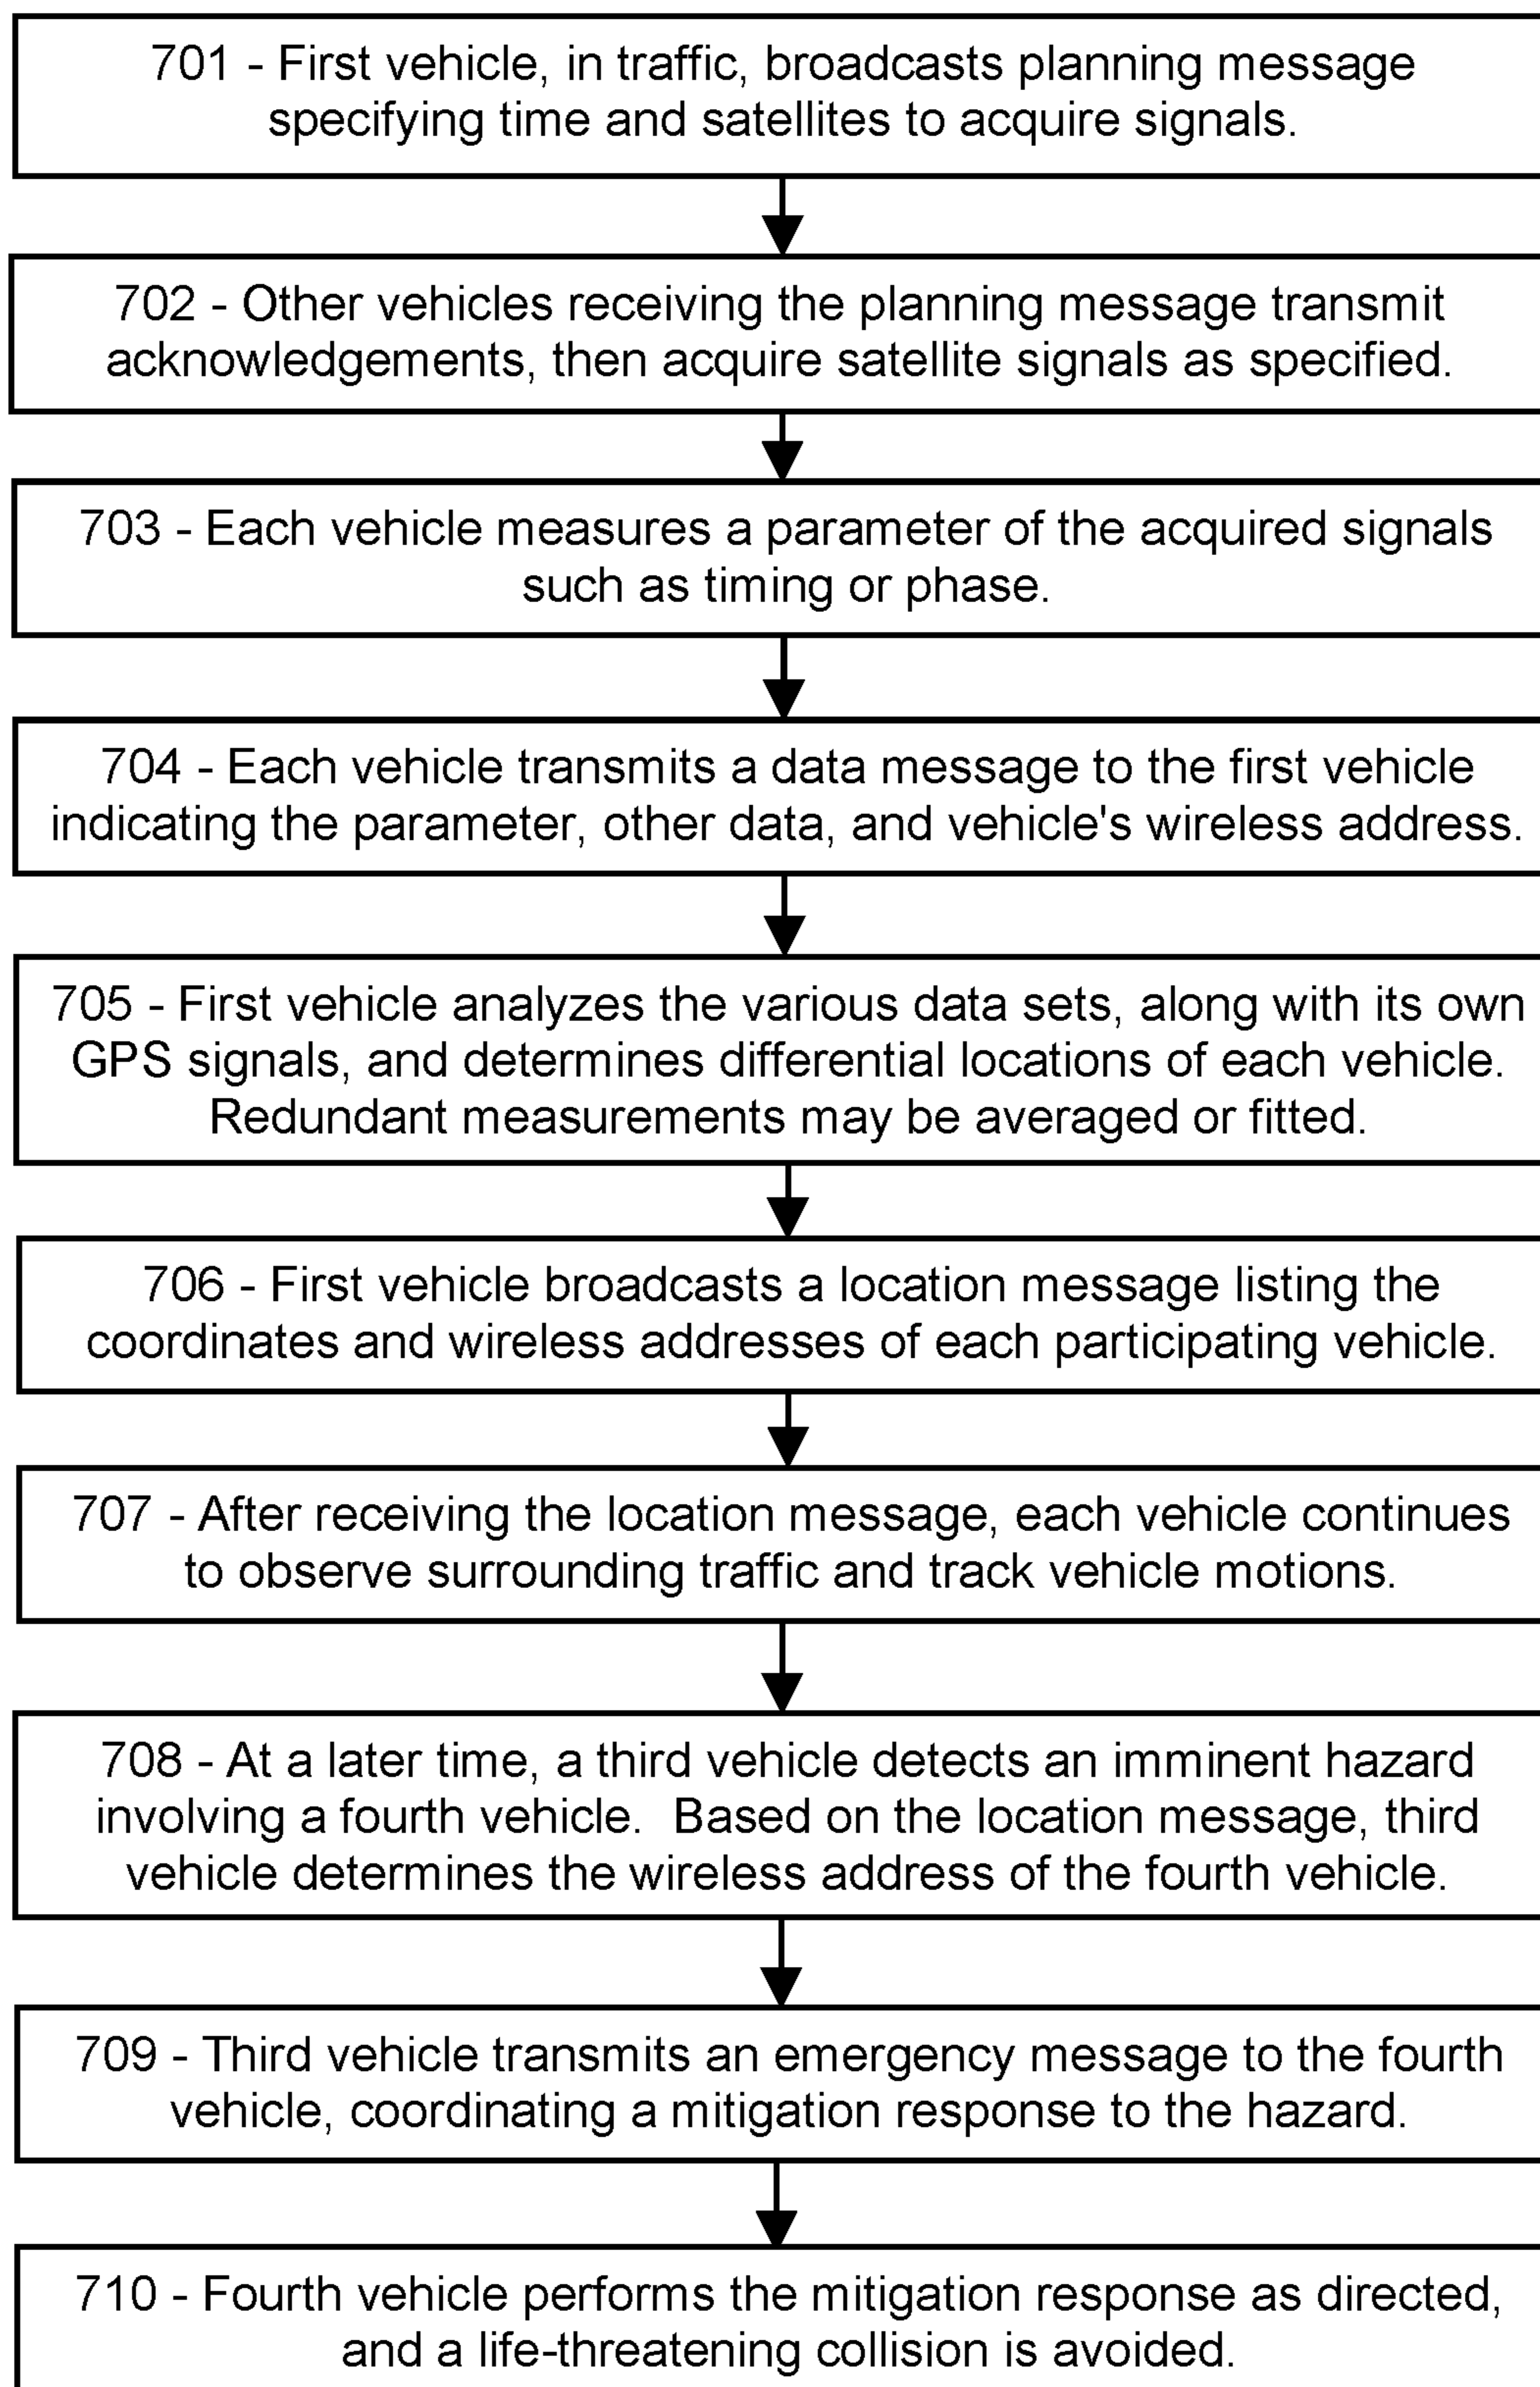 701 - First vehicle, in traffic, broadcasts planning message
specifying time and satellites to acquire signals.
702 - Other vehicles receiving the planning message transmit
acknowledgements, then acquire satellite signals as specified.
703 - Each vehicle measures a parameter of the acquired signals
such as timing or phase.
704 - Each vehicle transmits a data message to the first vehicle
indicating the parameter, other data, and vehicle's wireless address.
705 - First vehicle analyzes the various data sets, along with its own
GPS signals, and determines differential locations of each vehicle.
Redundant measurements may be averaged or fitted.
706 - First vehicle broadcasts a location message listing the
coordinates and wireless addresses of each participating vehicle.
707 - After receiving the location message, each vehicle continues
to observe surrounding traffic and track vehicle motions.
708 - At a later time, a third vehicle detects an imminent hazard
involving a fourth vehicle.  Based on the location message, third
vehicle determines the wireless address of the fourth vehicle.
709 - Third vehicle transmits an emergency message to the fourth
vehicle, coordinating a mitigation response to the hazard.
710 - Fourth vehicle performs the mitigation response as directed,
and a life-threatening collision is avoided.